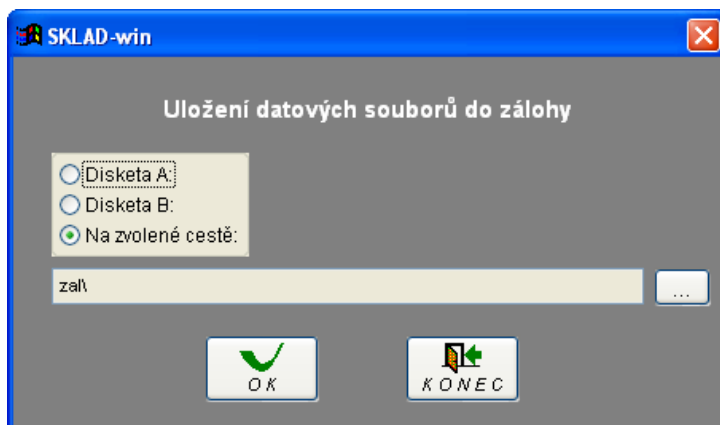 SKLAD-win
Uložení datových souborů do zálohy
Disketa A:
Disketa B:
Na zvolené cestě:
zal\
...
OK
KONEC